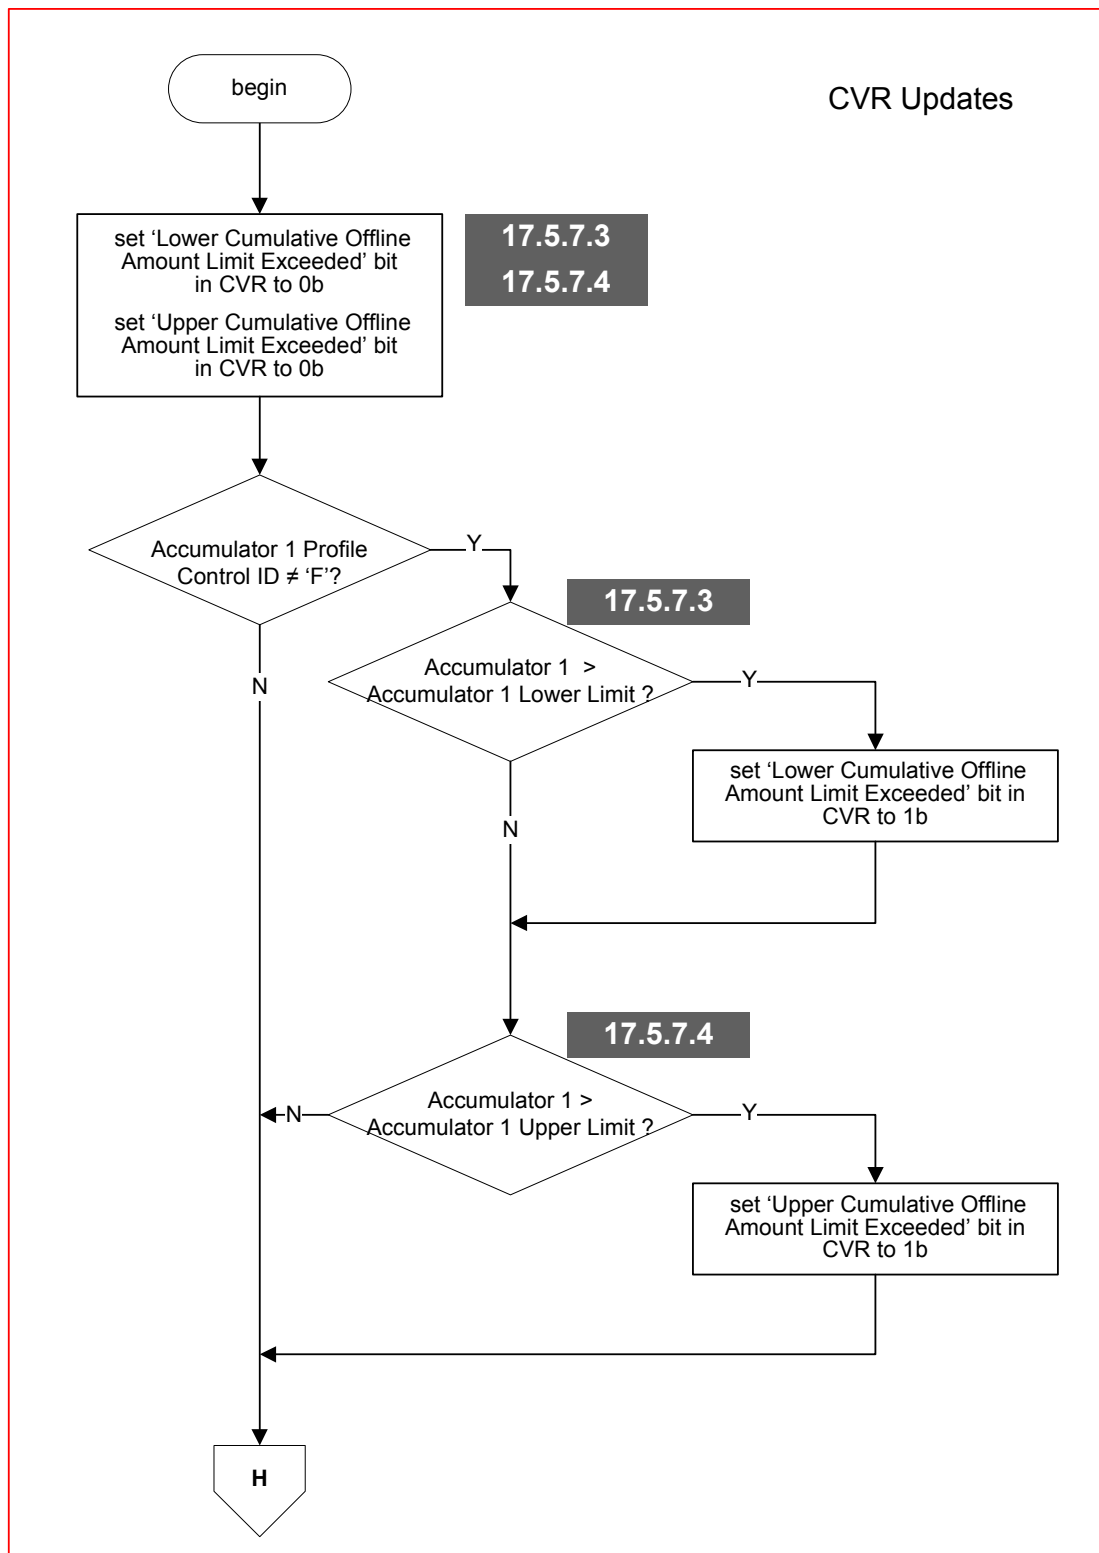 begin
CVR Updates
set ‘Lower Cumulative Offline
Amount Limit Exceeded’ bit
in CVR to 0b
set ‘Upper Cumulative Offline
Amount Limit Exceeded’ bit
in CVR to 0b
17.5.7.3
17.5.7.4
Accumulator 1 Profile
Control ID ≠ ‘F’?
Y
N
17.5.7.3
Accumulator 1 >
Accumulator 1 Lower Limit ?
Y
N
set ‘Lower Cumulative Offline
Amount Limit Exceeded’ bit in
CVR to 1b
17.5.7.4
Accumulator 1 >
Accumulator 1 Upper Limit ?
N
Y
set ‘Upper Cumulative Offline
Amount Limit Exceeded’ bit in
CVR to 1b
H